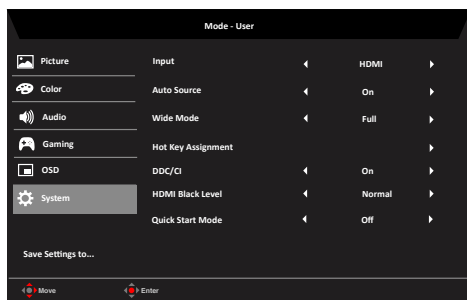 Mode - User
Picture
Color
Audio
Gaming
OSD
System
Save Settings to...
Input HDMI
Auto Source On
Wide Mode Full
Hot Key Assignment
DDC/CI On
HDMI Black Level Normal
Quick Start Mode Off
Move Enter